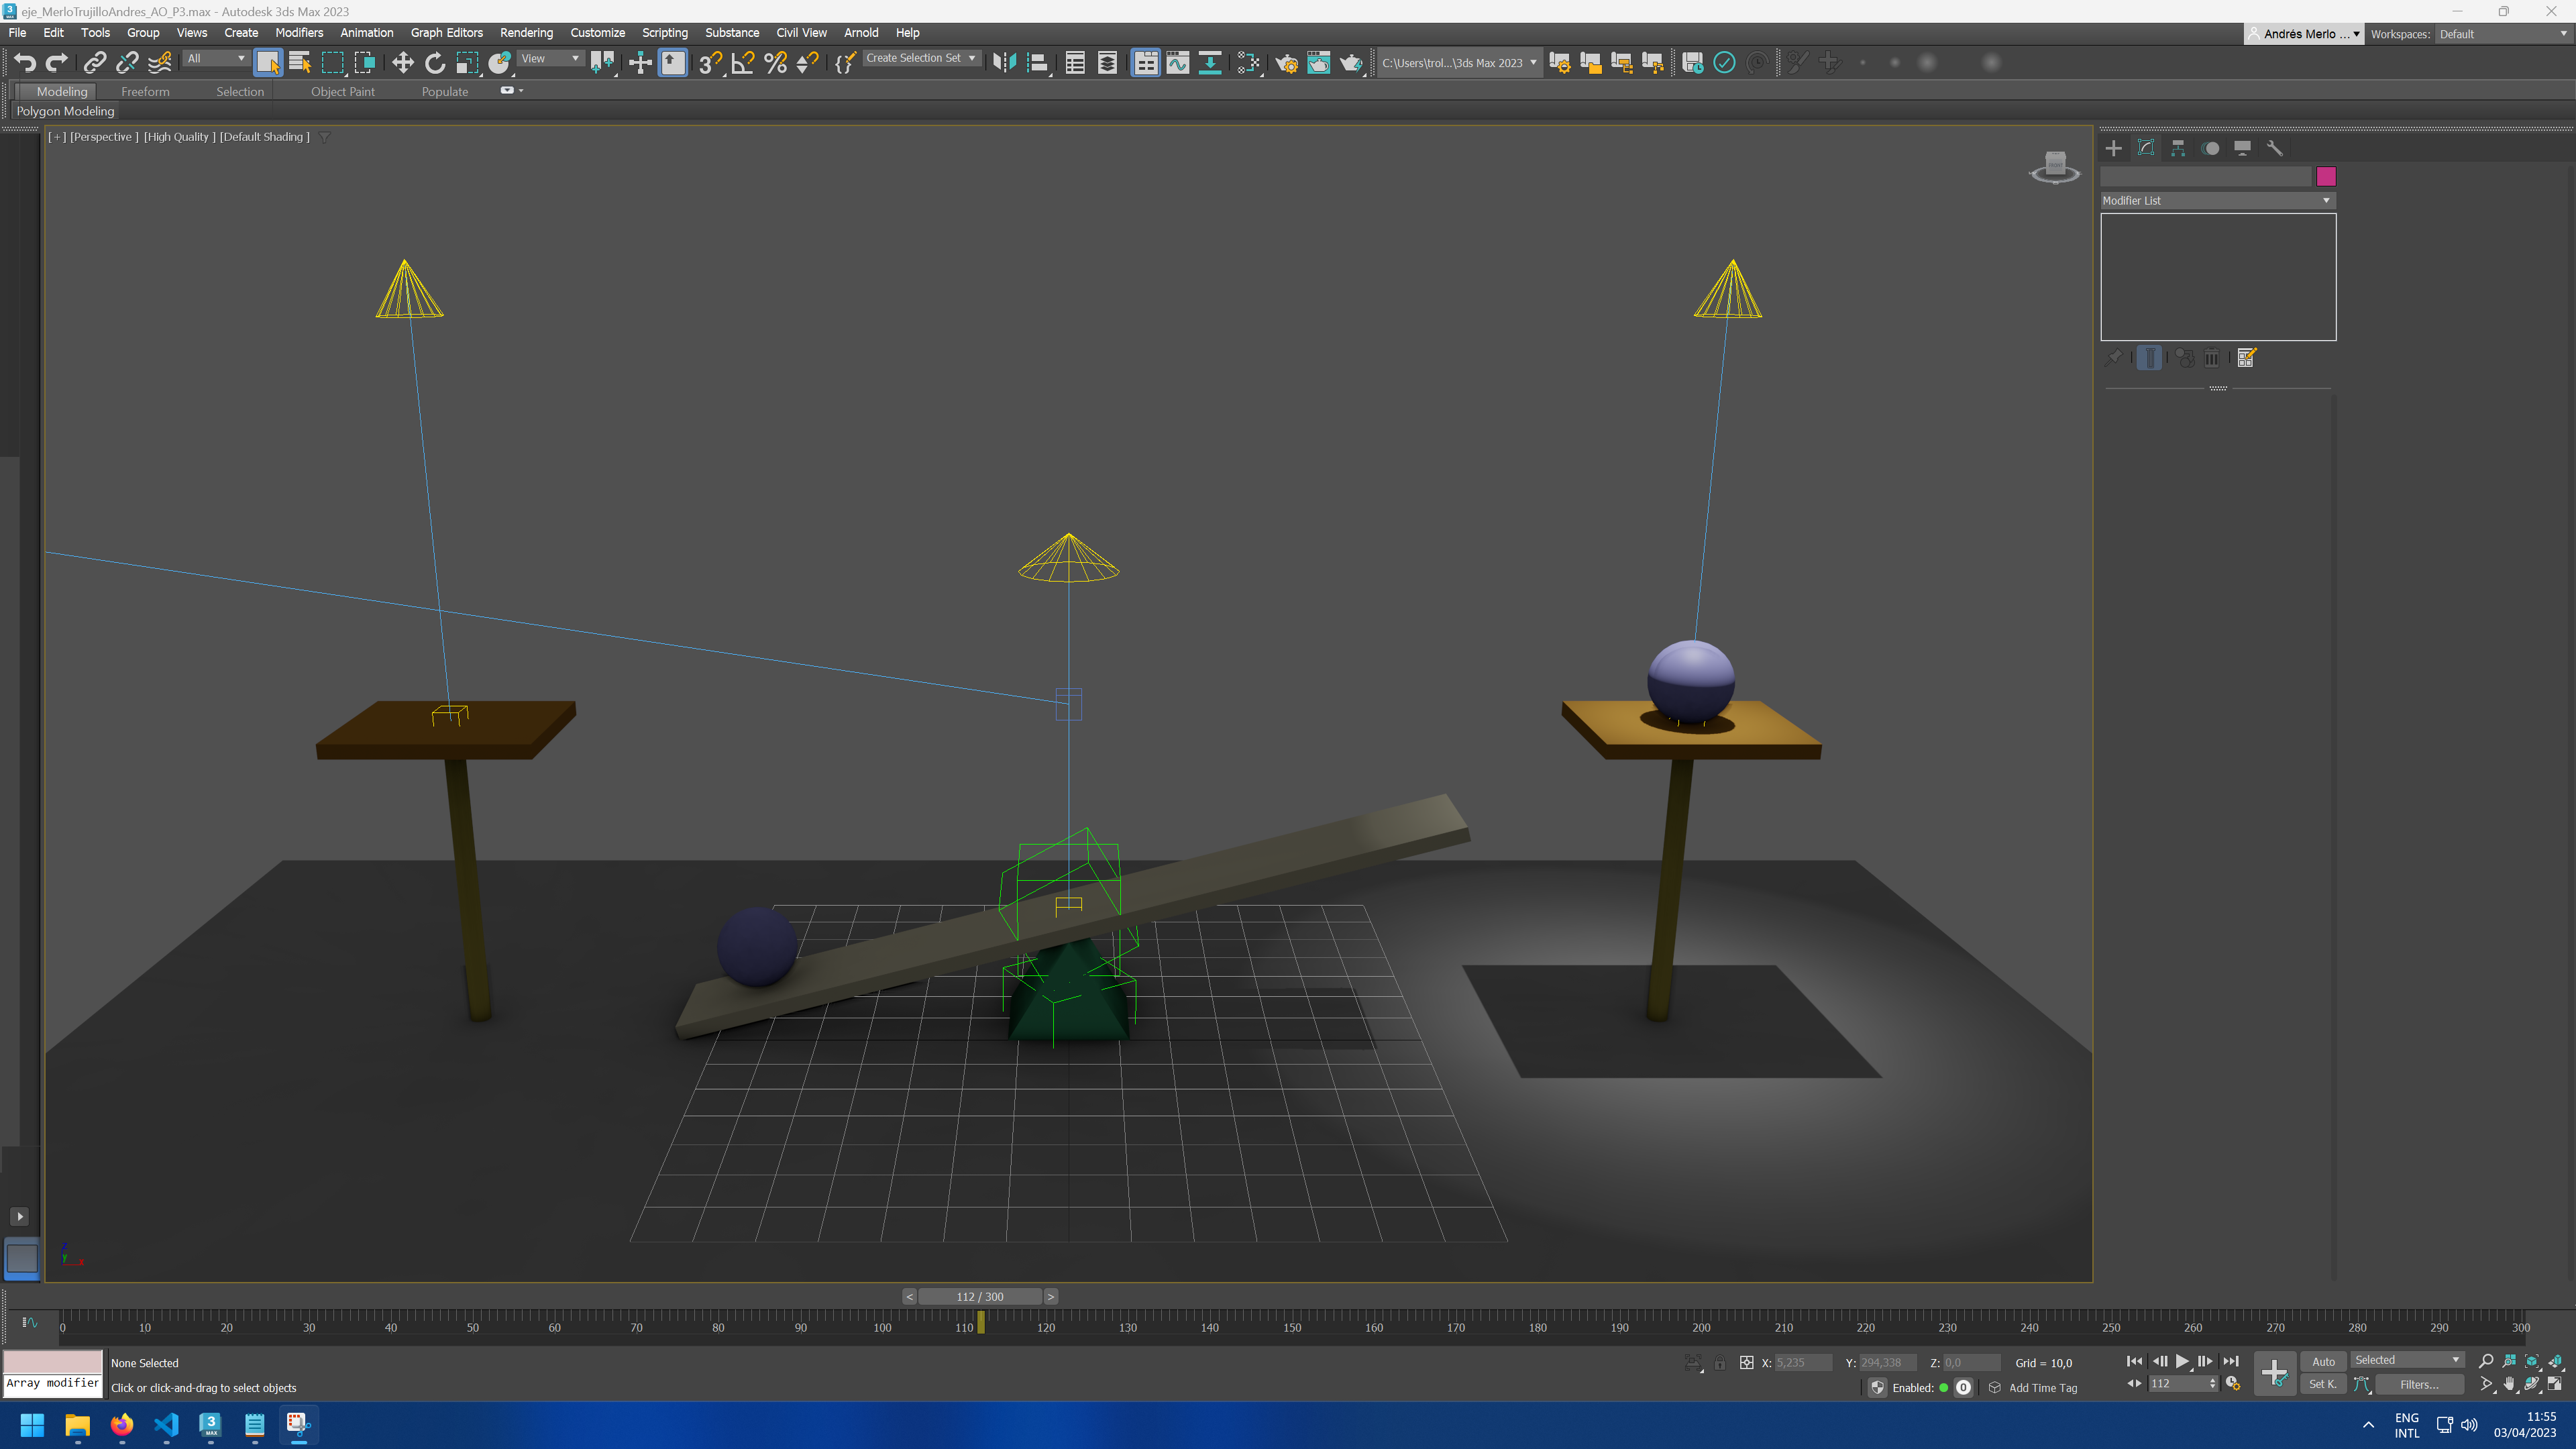 eje_MerloTrujilloAndres_AO_P3.max - Autodesk 3ds Max 2023
File Edit Tools Group Views Create Modifiers Animation Graph Editors Rendering Customize Scripting Substance Civil View Arnold Help
Andrés Merlo ... Workspaces: Default
All View Create Selection Set C:\Users\trol...\3ds Max 2023
Modeling Freeform Selection Object Paint Populate
Polygon Modeling
[+] [Perspective ] [High Quality ] [Default Shading ]
Modifier List
z
y
x
< 112 / 300 >
0 10 20 30 40 50 60 70 80 90 100 110 120 130 140 150 160 170 180 190 200 210 220 230 240 250 260 270 280 290 300
None Selected
X: 5,235 Y: 294,338 Z: 0,0 Grid = 10,0
Auto Selected
Array modifier
Click or click-and-drag to select objects
Enabled: 0 Add Time Tag
112
Set K. Filters...
ENG
INTL
11:55
03/04/2023